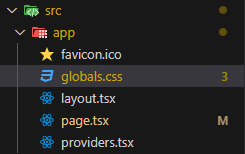 src
app
favicon.ico
globals.css 3
layout.tsx
page.tsx M
providers.tsx